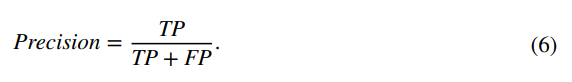 Precision = TP / TP + FP. (6)